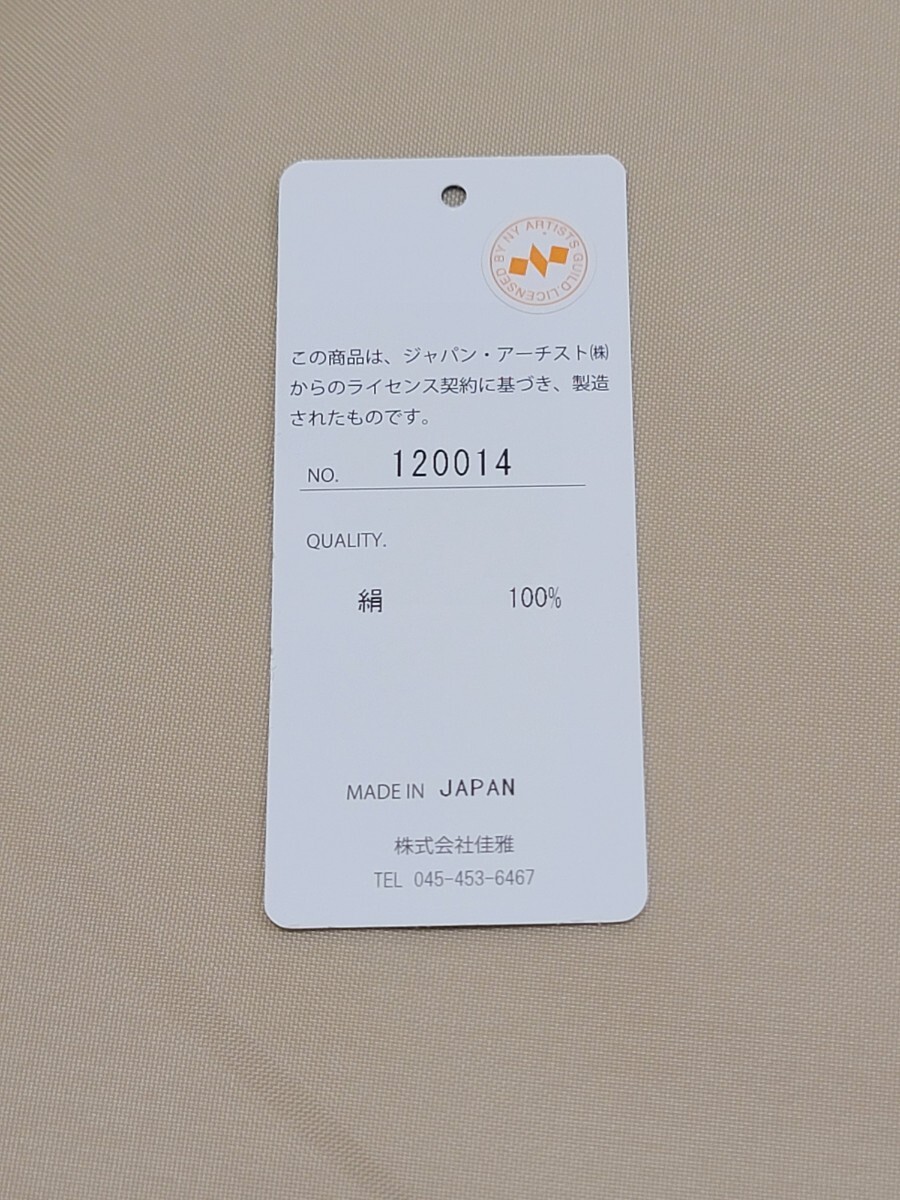 LICENSED BY NY ARTISTS GUILD.
この商品は、ジャパン・アーチスト㈱
からのライセンス契約に基づき、製造
されたものです。
NO. 120014
QUALITY.
絹 100%
MADE IN JAPAN
株式会社佳雅
TEL 045-453-6467